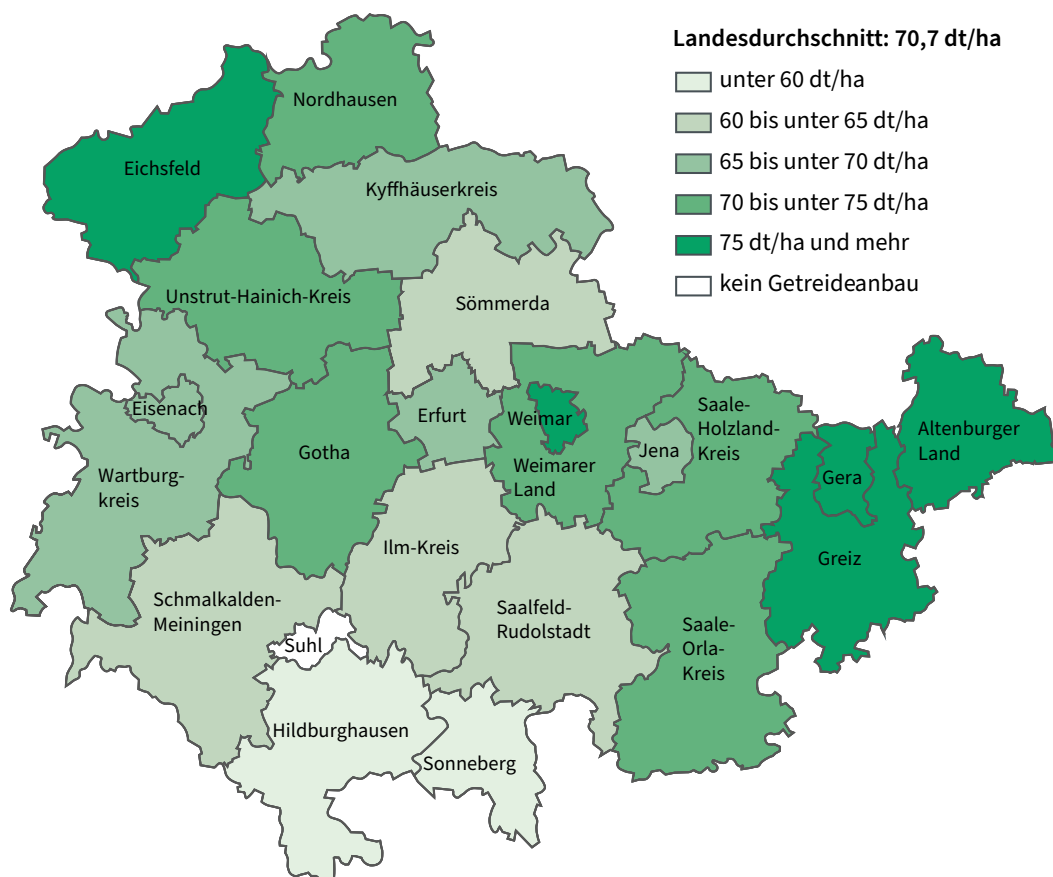 Landesdurchschnitt: 70,7 dt/ha
unter 60 dt/ha
60 bis unter 65 dt/ha
65 bis unter 70 dt/ha
70 bis unter 75 dt/ha
75 dt/ha und mehr
kein Getreideanbau
Nordhausen
Eichsfeld
Kyffhäuserkreis
Unstrut-Hainich-Kreis
Sömmerda
Eisenach
Erfurt
Weimar
Saale-
Holzland-
Kreis
Altenburger
Land
Gotha
Jena
Wartburg-
kreis
Weimarer
Land
Gera
Ilm-Kreis
Greiz
Schmalkalden-
Meiningen
Saalfeld-
Rudolstadt
Saale-
Orla-
Kreis
Suhl
Hildburghausen
Sonneberg